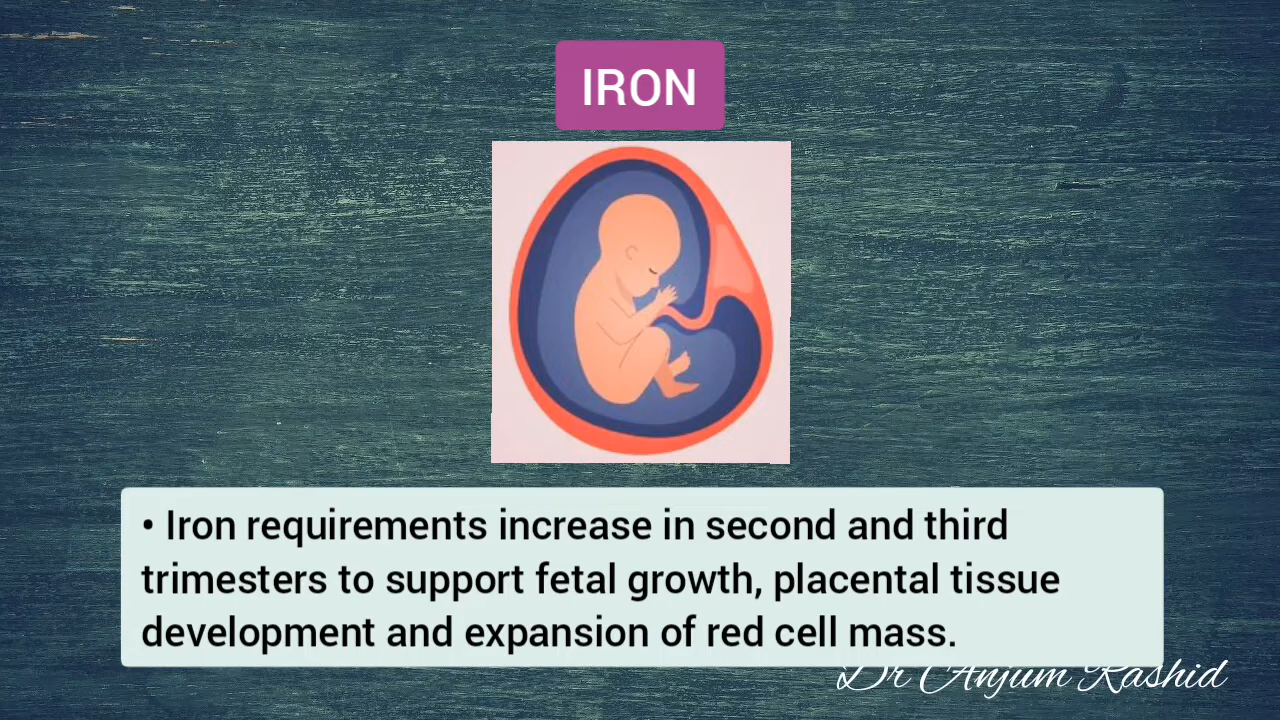 IRON
• Iron requirements increase in second and third
trimesters to support fetal growth, placental tissue
development and expansion of red cell mass.
Dr Anjum Rashid